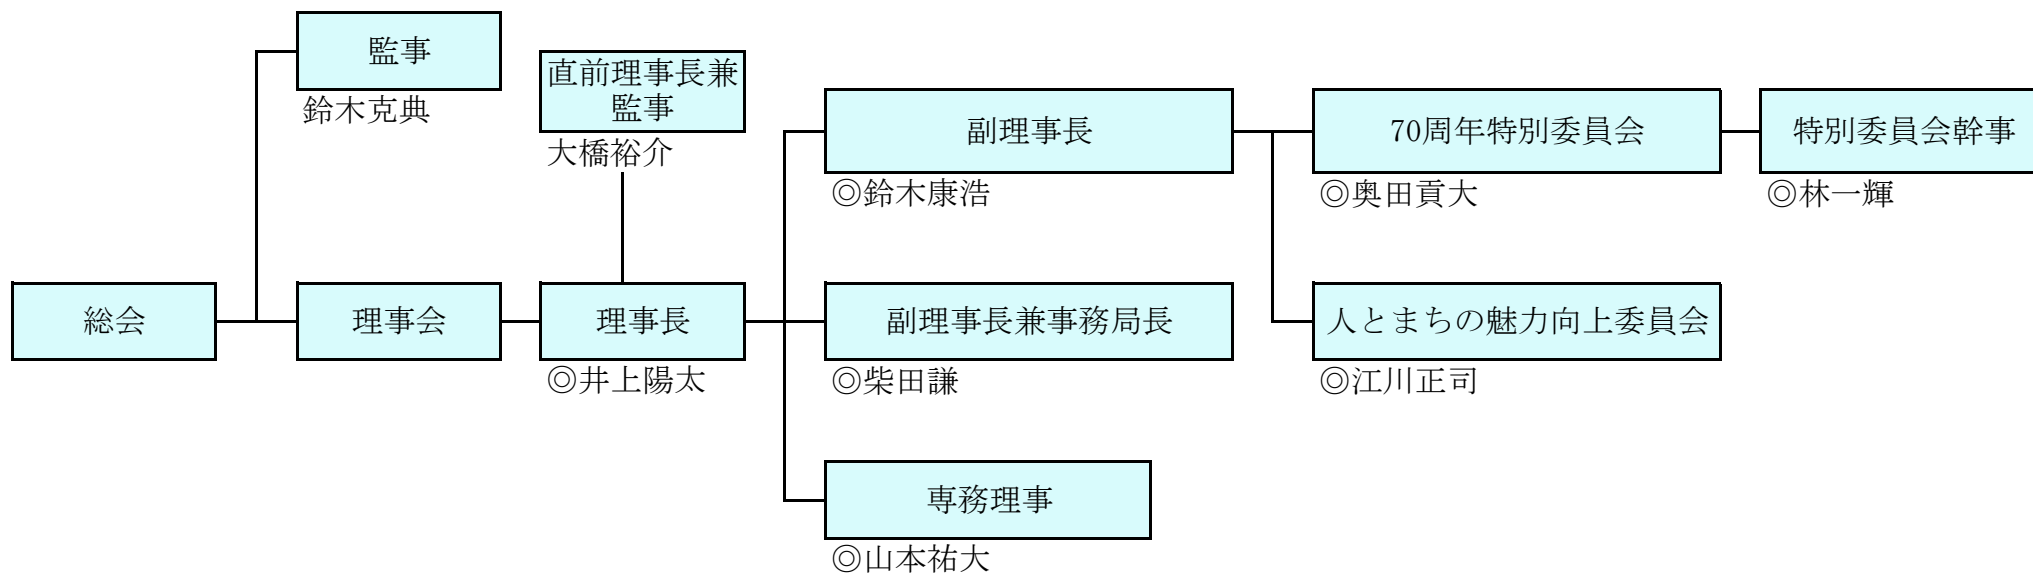 監事
鈴木克典
直前理事長兼
監事
大橋裕介
副理事長
◎鈴木康浩
70周年特別委員会
◎奥田貢大
特別委員会幹事
◎林一輝
総会
理事会
理事長
◎井上陽太
副理事長兼事務局長
◎柴田謙
人とまちの魅力向上委員会
◎江川正司
専務理事
◎山本祐大